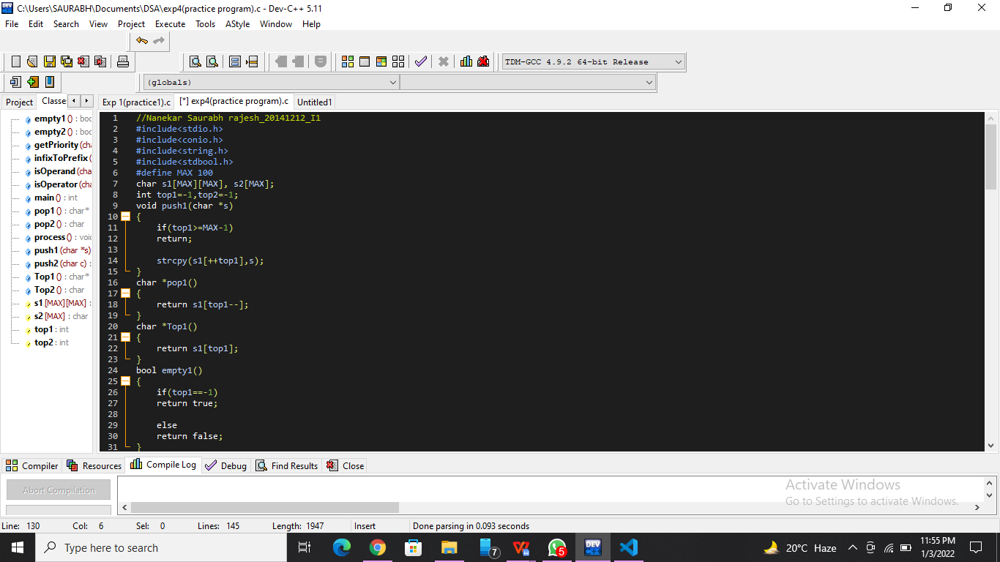 C:\Users\SAURABH\Documents\DSA\exp4(practice program).c - Dev-C++ 5.11
File Edit Search View Project Execute Tools AStyle Window Help
TDM-GCC 4.9.2 64-bit Release
(globals)
Project Classe Exp 1(practice1).c [*] exp4(practice program).c Untitled1
empty1 () : boo
empty2 () : boo
getPriority (cha
infixToPrefix (
isOperand (cha
isOperator (cha
main () : int
pop1 () : char*
pop2 () : char
process () : void
push1 (char *s)
push2 (char c) :
Top1 () : char*
Top2 () : char
s1 [MAX][MAX] :
s2 [MAX] : char
top1 : int
top2 : int
1 //Nanekar Saurabh rajesh_20141212_I1
2 #include<stdio.h>
3 #include<conio.h>
4 #include<string.h>
5 #include<stdbool.h>
6 #define MAX 100
7 char s1[MAX][MAX], s2[MAX];
8 int top1=-1,top2=-1;
9 void push1(char *s)
10 {
11 if(top1>=MAX-1)
12 return;
13
14 strcpy(s1[++top1],s);
15 }
16 char *pop1()
17 {
18 return s1[top1--];
19 }
20 char *Top1()
21 {
22 return s1[top1];
23 }
24 bool empty1()
25 {
26 if(top1==-1)
27 return true;
28
29 else
30 return false;
31 }
Compiler Resources Compile Log Debug Find Results Close
Abort Compilation
Activate Windows
Go to Settings to activate Windows.
Line: 130 Col: 6 Sel: 0 Lines: 145 Length: 1947 Insert Done parsing in 0.093 seconds
Type here to search
7
5
DEV
20°C Haze
11:55 PM
1/3/2022